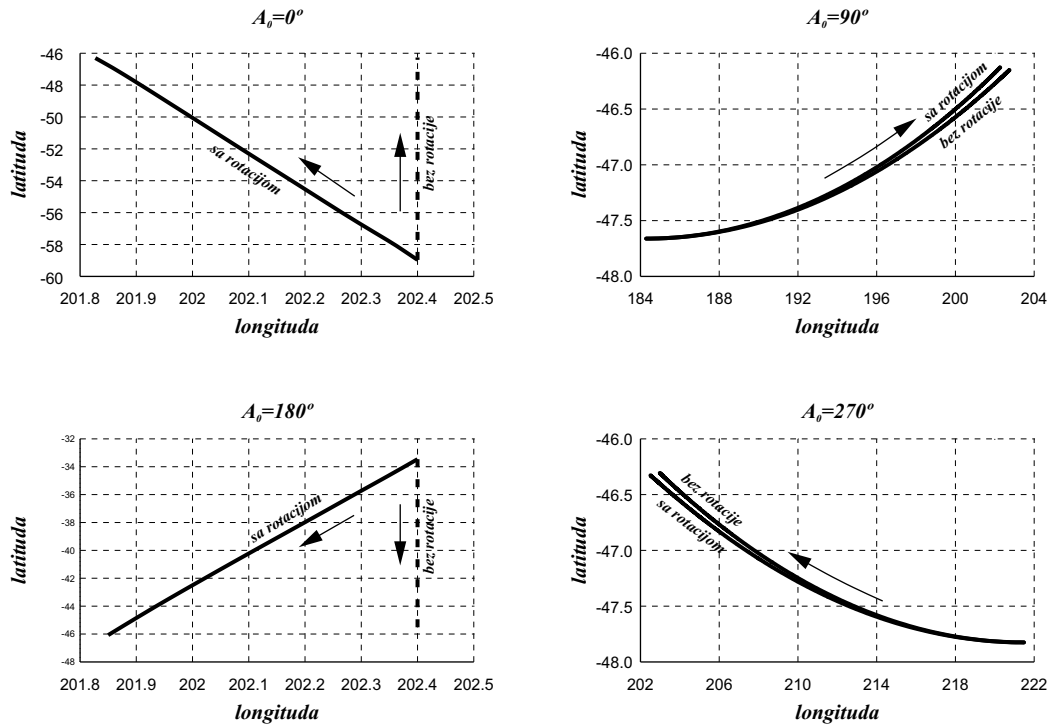 A₀=0º
-46
-48
-50
-52
-54
-56
-58
-60
latituda
sa rotacijom
bez rotacije
201.8 201.9 202 202.1 202.2 202.3 202.4 202.5
longituda
A₀=90º
-46.0
-46.5
-47.0
-47.5
-48.0
latituda
sa rotacijom
bez rotacije
184 188 192 196 200 204
longituda
A₀=180º
-32
-34
-36
-38
-40
-42
-44
-46
-48
latituda
sa rotacijom
bez rotacije
201.8 201.9 202 202.1 202.2 202.3 202.4 202.5
longituda
A₀=270º
-46.0
-46.5
-47.0
-47.5
-48.0
latituda
bez rotacije
sa rotacijom
202 206 210 214 218 222
longituda